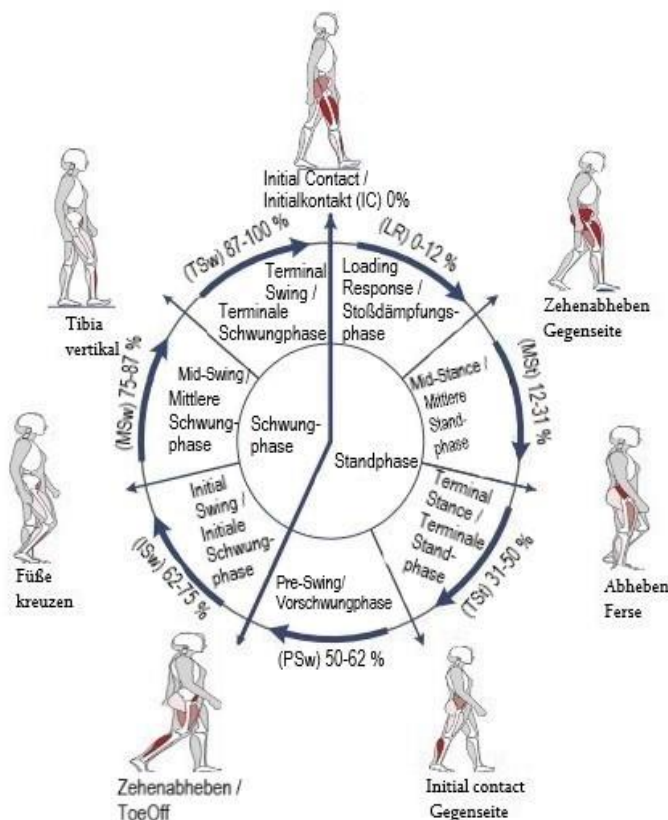 Initial Contact /
Initialkontakt (IC) 0%
(LR) 0-12 %
Loading
Response /
Stoßdämpfungs-
phase
Zehenabheben
Gegenseite
(MSt) 12-31 %
Mid-Stance /
Mittlere
Stand-
phase
Abheben
Ferse
(TSt) 31-50 %
Terminal
Stance /
Terminale
Stand-
phase
Initial contact
Gegenseite
(PSw) 50-62 %
Pre-Swing/
Vorschwungphase
Zehenabheben /
ToeOff
(ISw) 62-75 %
Initial
Swing /
Initiale
Schwung-
phase
Füße
kreuzen
(MSw) 75-87 %
Mid-Swing/
Mittlere
Schwung-
phase
Tibia
vertikal
(TSw) 87-100 %
Terminal
Swing /
Terminale
Schwungphase
Schwung-
phase
Standphase